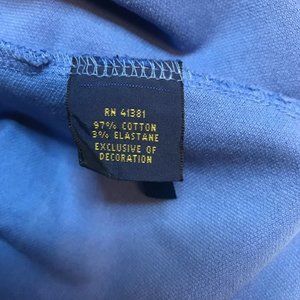 RN 41381
97% COTTON
3% ELASTANE
EXCLUSIVE OF
DECORATION